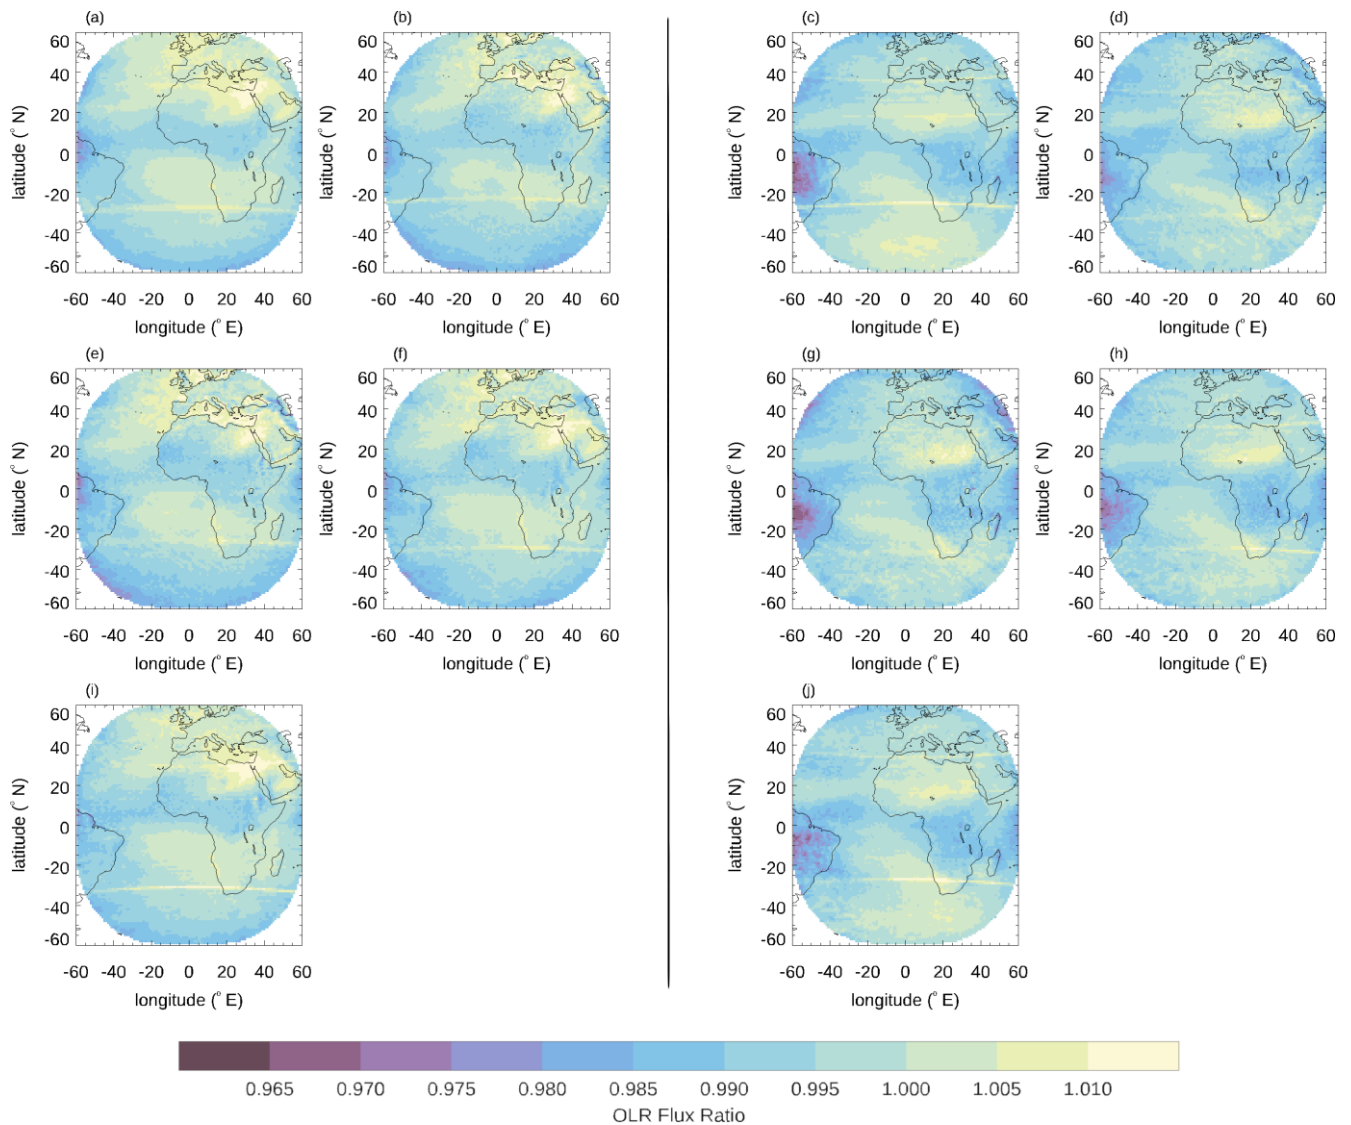 (a) (b) (c) (d)
60 60 60 60
40 40 40 40
20 20 20 20
0 0 0 0
-20 -20 -20 -20
-40 -40 -40 -40
-60 -60 -60 -60
latitude (° N) latitude (° N) latitude (° N) latitude (° N)
-60 -40 -20 0 20 40 60 -60 -40 -20 0 20 40 60 -60 -40 -20 0 20 40 60 -60 -40 -20 0 20 40 60
longitude (° E) longitude (° E) longitude (° E) longitude (° E)
(e) (f) (g) (h)
60 60 60 60
40 40 40 40
20 20 20 20
0 0 0 0
-20 -20 -20 -20
-40 -40 -40 -40
-60 -60 -60 -60
latitude (° N) latitude (° N) latitude (° N) latitude (° N)
-60 -40 -20 0 20 40 60 -60 -40 -20 0 20 40 60 -60 -40 -20 0 20 40 60 -60 -40 -20 0 20 40 60
longitude (° E) longitude (° E) longitude (° E) longitude (° E)
(i) (j)
60 60
40 40
20 20
0 0
-20 -20
-40 -40
-60 -60
latitude (° N) latitude (° N)
-60 -40 -20 0 20 40 60 -60 -40 -20 0 20 40 60
longitude (° E) longitude (° E)
0.965 0.970 0.975 0.980 0.985 0.990 0.995 1.000 1.005 1.010
OLR Flux Ratio